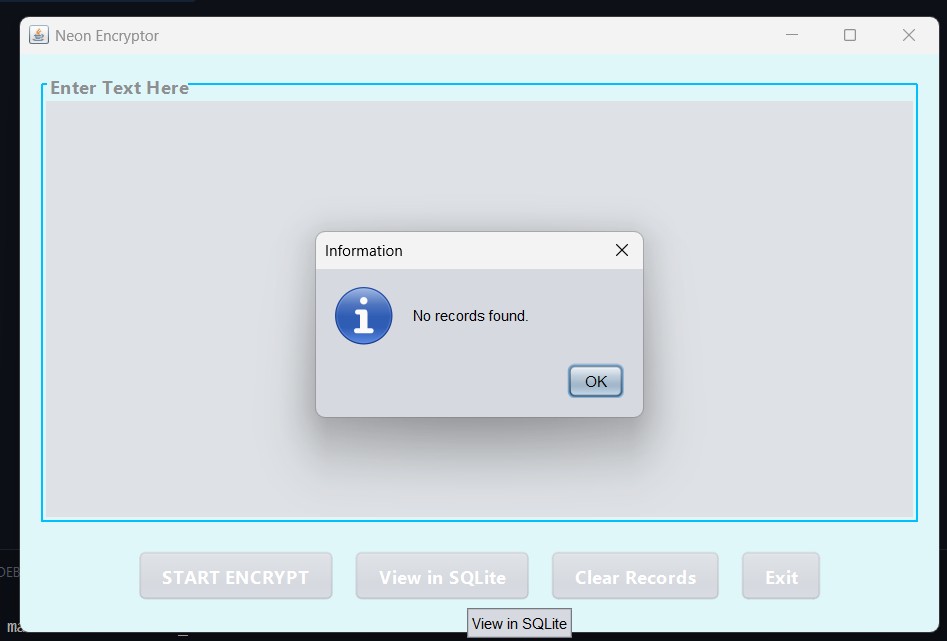 Neon Encryptor
Enter Text Here
Information
No records found.
OK
START ENCRYPT
View in SQLite
Clear Records
Exit
View in SQLite